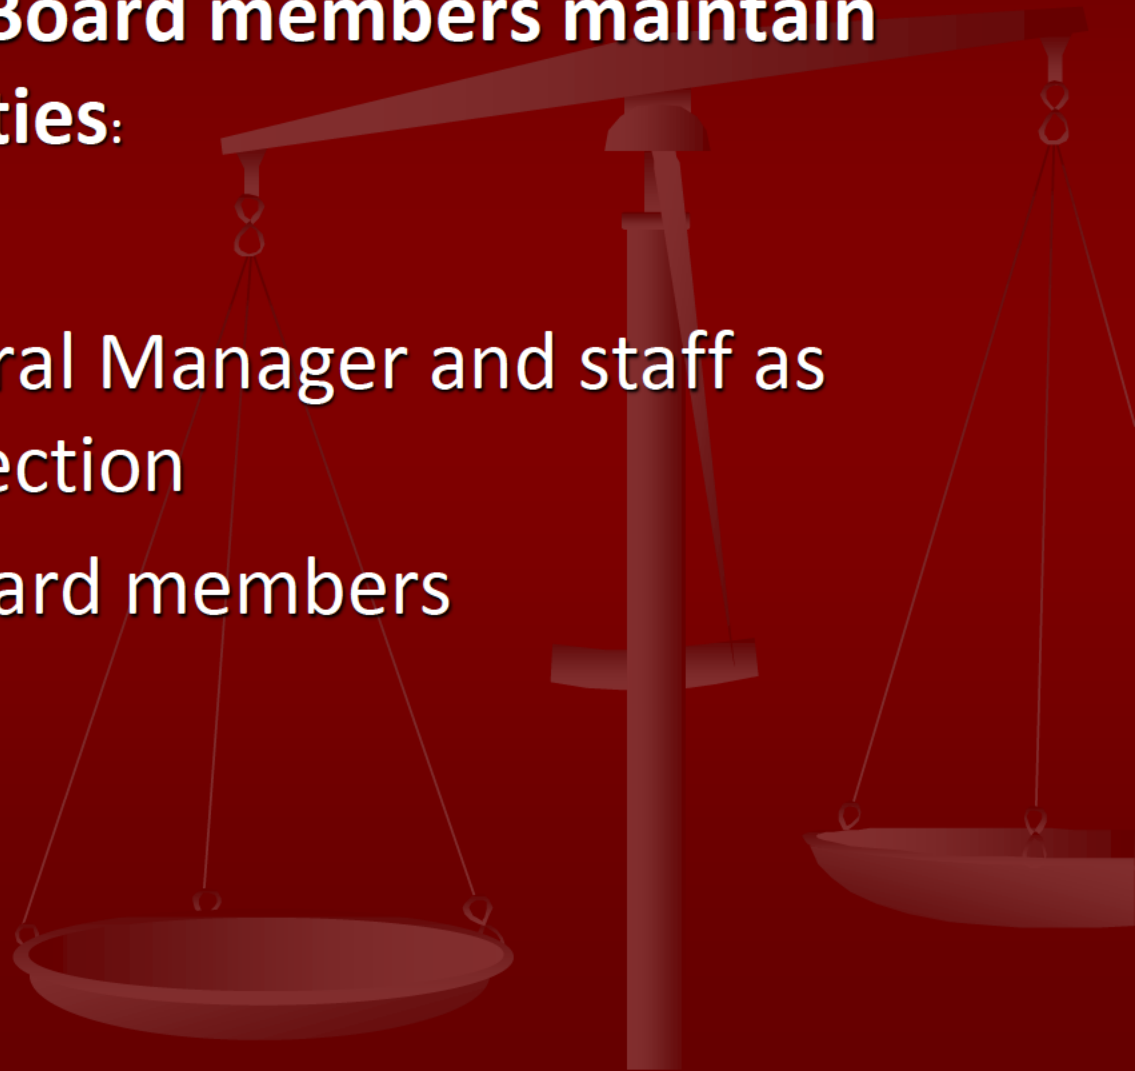 Board members maintain
ties:
ral Manager and staff as
ection
ard members